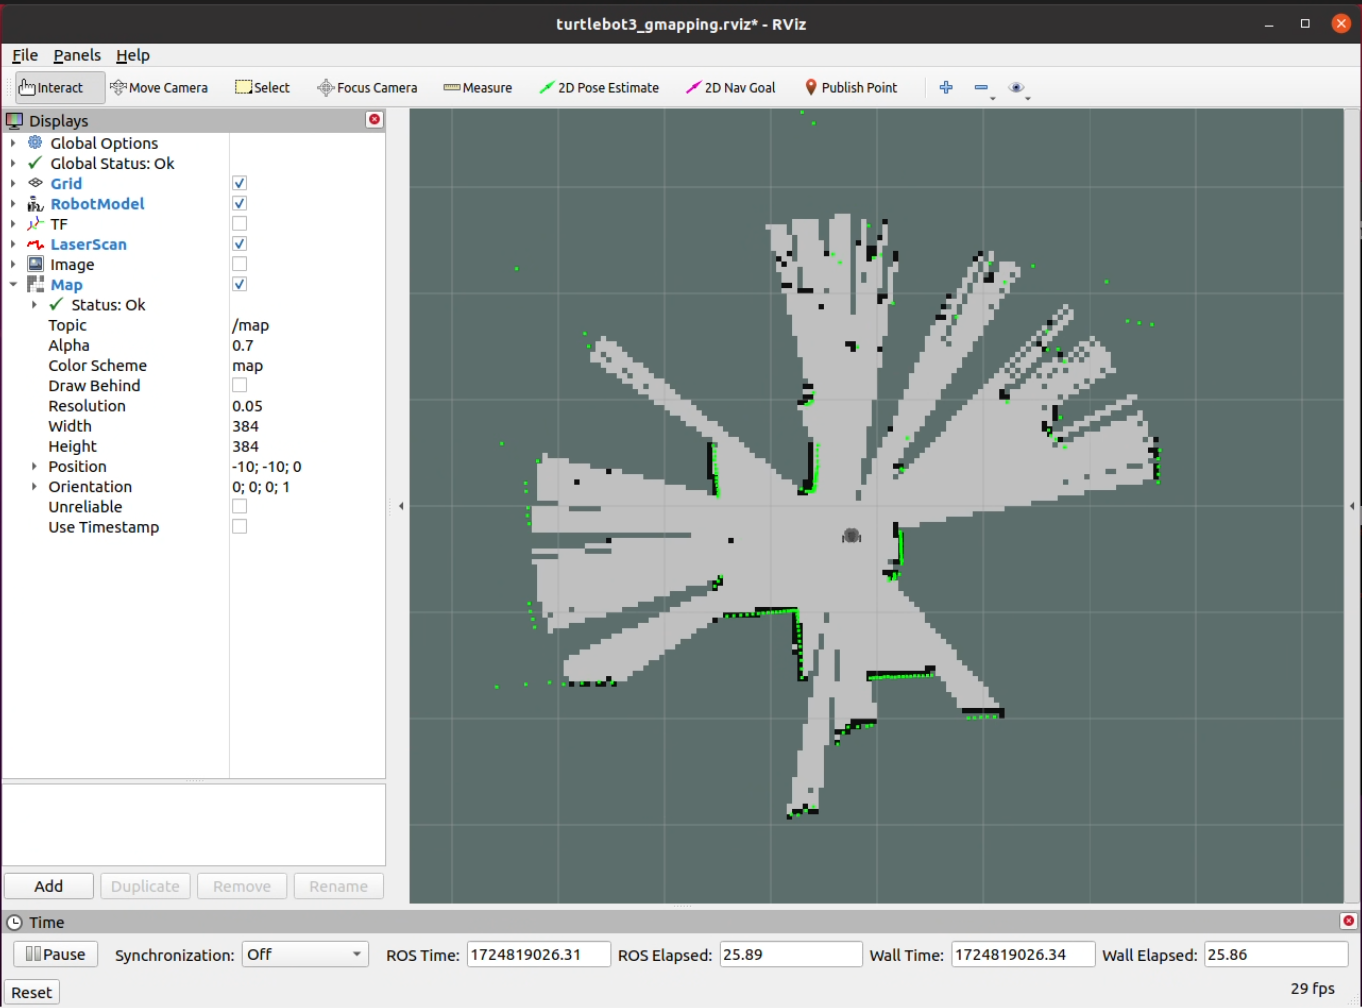 turtlebot3_gmapping.rviz* - RViz
File Panels Help
Interact Move Camera Select Focus Camera Measure 2D Pose Estimate 2D Nav Goal Publish Point
Displays
Global Options
Global Status: Ok
Grid
RobotModel
TF
LaserScan
Image
Map
Status: Ok
Topic /map
Alpha 0.7
Color Scheme map
Draw Behind
Resolution 0.05
Width 384
Height 384
Position -10; -10; 0
Orientation 0; 0; 0; 1
Unreliable
Use Timestamp
Add Duplicate Remove Rename
Time
Pause Synchronization: Off ROS Time: 1724819026.31 ROS Elapsed: 25.89 Wall Time: 1724819026.34 Wall Elapsed: 25.86
Reset 29 fps